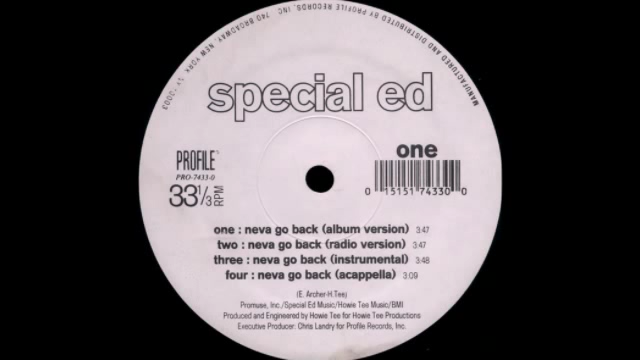 MANUFACTURED AND DISTRIBUTED BY PROFILE RECORDS, INC. 740 BROADWAY, NEW YORK, NY 10003
special ed
PROFILE
PRO-7433-0
33 1/3 RPM
one
0 15151 74330 0
one : neva go back (album version) 3:47
two : neva go back (radio version) 3:47
three : neva go back (instrumental) 3:48
four : neva go back (acappella) 3:09
(E. Archer-H.Tee)
Promuse, Inc./Special Ed Music/Howie Tee Music/BMI
Produced and Engineered by Howie Tee for Howie Tee Productions
Executive Producer: Chris Landry for Profile Records, Inc.